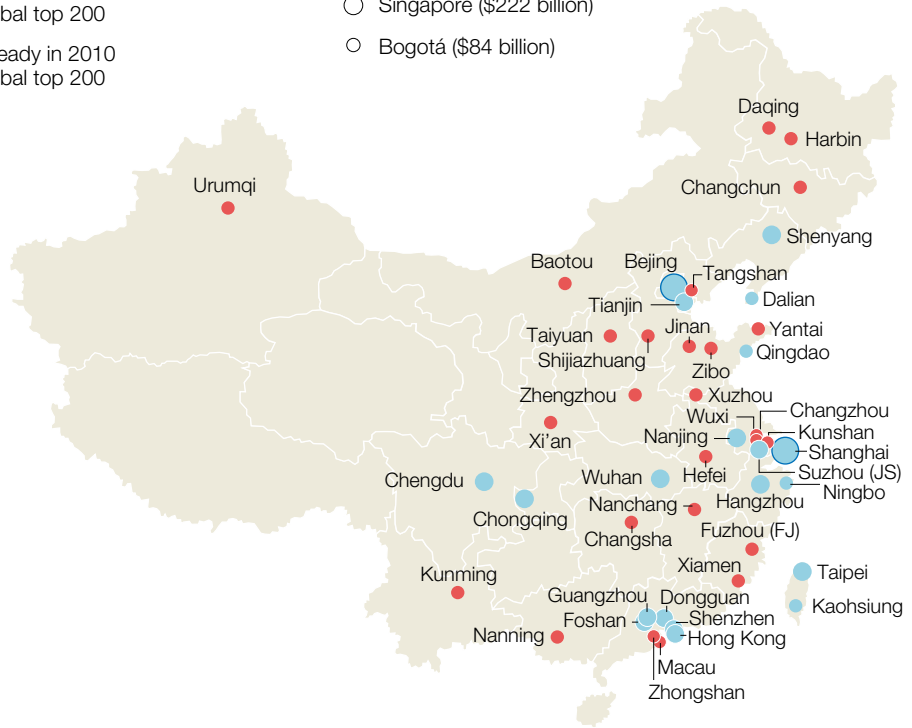 bal top 200
eady in 2010
bal top 200
Singapore ($222 billion)
Bogotá ($84 billion)
Daqing
Harbin
Urumqi
Changchun
Shenyang
Baotou
Bejing
Tangshan
Tianjin
Dalian
Taiyuan
Jinan
Yantai
Shijiazhuang
Qingdao
Zibo
Zhengzhou
Xuzhou
Wuxi
Changzhou
Xi'an
Nanjing
Kunshan
Shanghai
Chengdu
Wuhan
Hefei
Suzhou (JS)
Hangzhou
Ningbo
Chongqing
Nanchang
Changsha
Fuzhou (FJ)
Xiamen
Taipei
Kunming
Guangzhou
Dongguan
Kaohsiung
Foshan
Shenzhen
Nanning
Hong Kong
Macau
Zhongshan